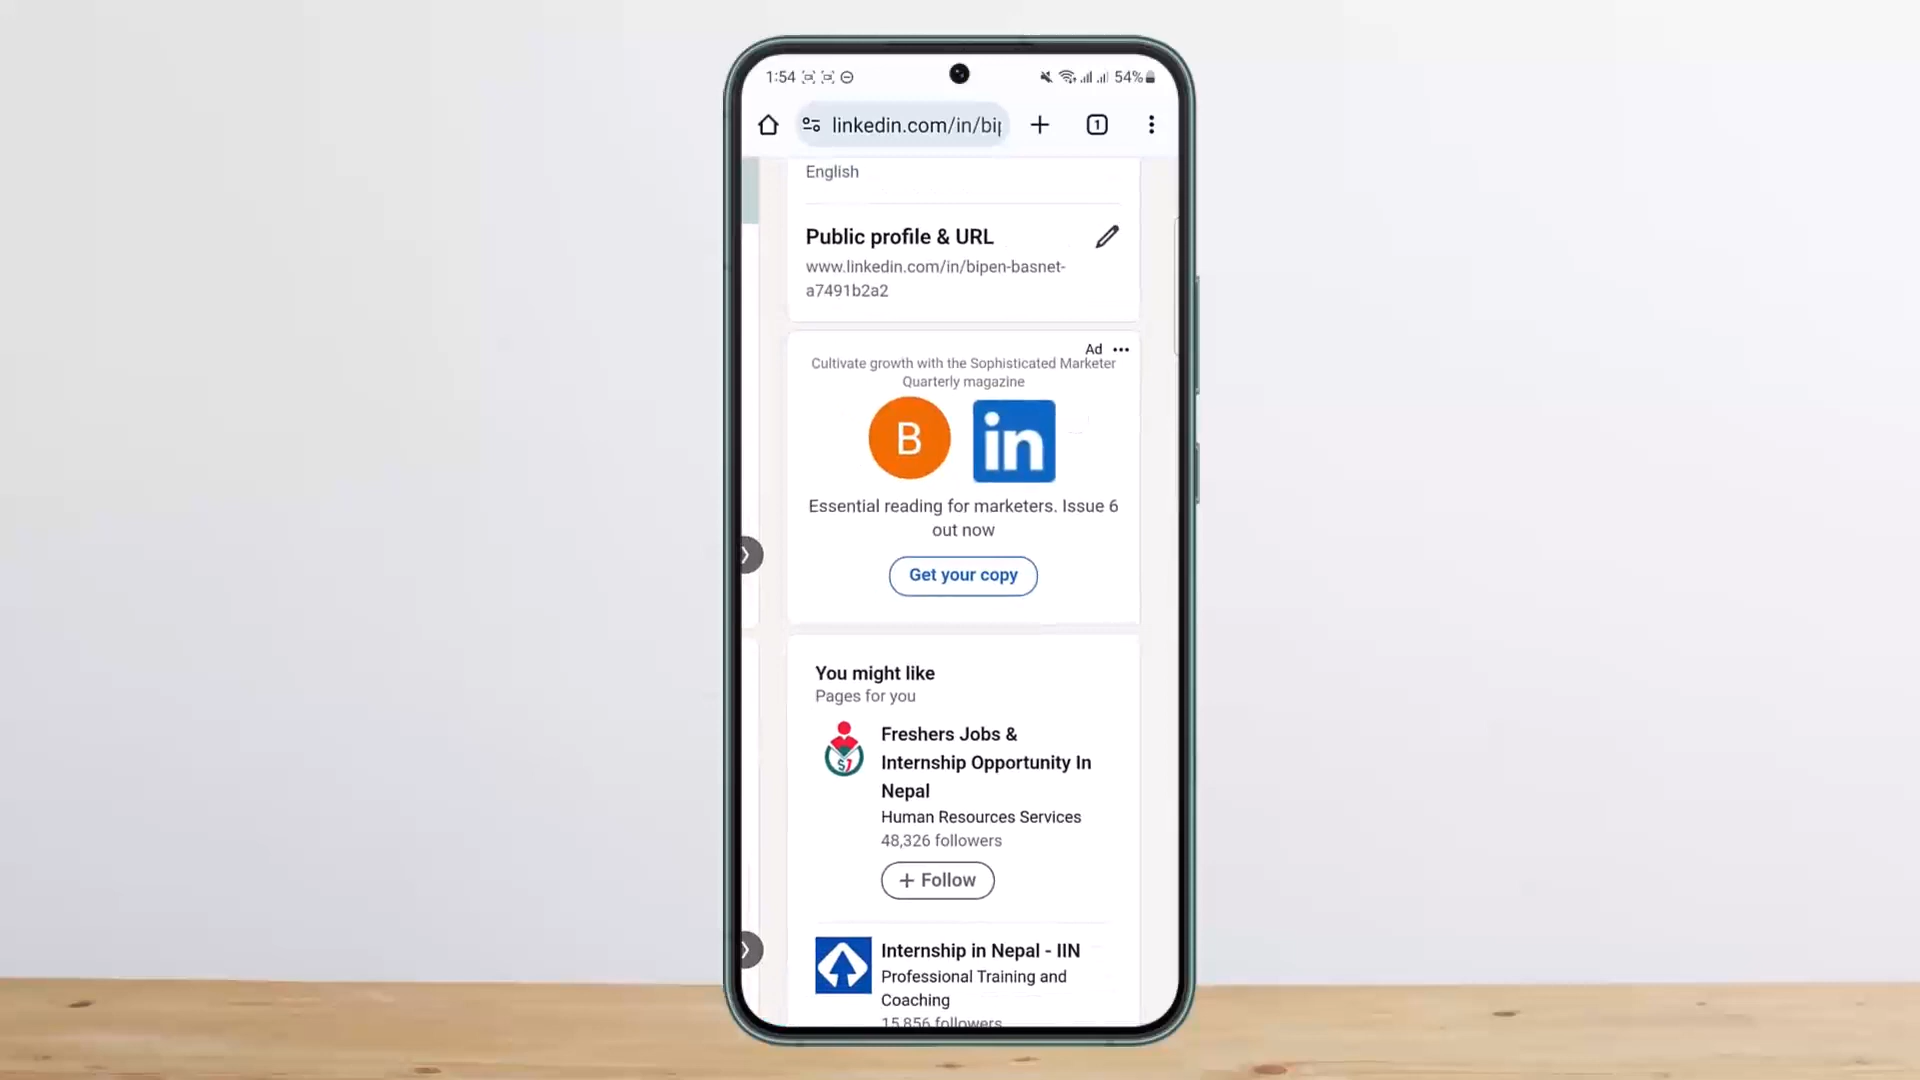 1:54
54%
linkedin.com/in/bip
1
English
Public profile & URL
www.linkedin.com/in/bipen-basnet-
a7491b2a2
Ad
Cultivate growth with the Sophisticated Marketer
Quarterly magazine
B
in
Essential reading for marketers. Issue 6
out now
Get your copy
You might like
Pages for you
Freshers Jobs &
Internship Opportunity In
Nepal
Human Resources Services
48,326 followers
+ Follow
Internship in Nepal - IIN
Professional Training and
Coaching
15,856 followers